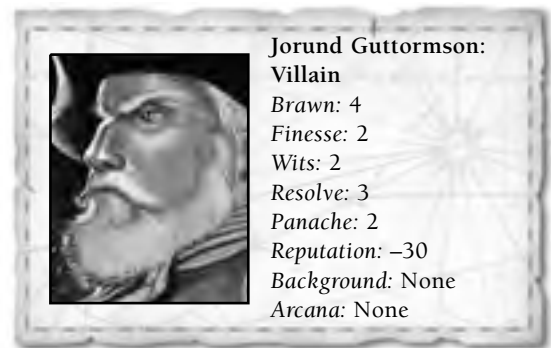 Jorund Guttormson:
Villain
Brawn: 4
Finesse: 2
Wits: 2
Resolve: 3
Panache: 2
Reputation: –30
Background: None
Arcana: None